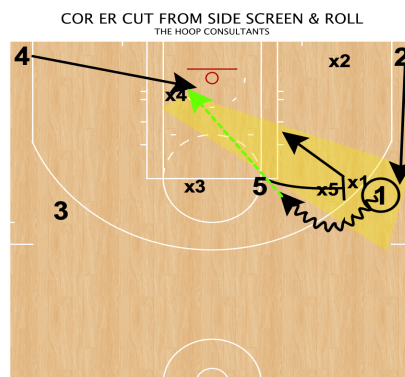 COR ER CUT FROM SIDE SCREEN & ROLL
THE HOOP CONSULTANTS
4 x2 2
x4
x3 5 x5 x1 1
3